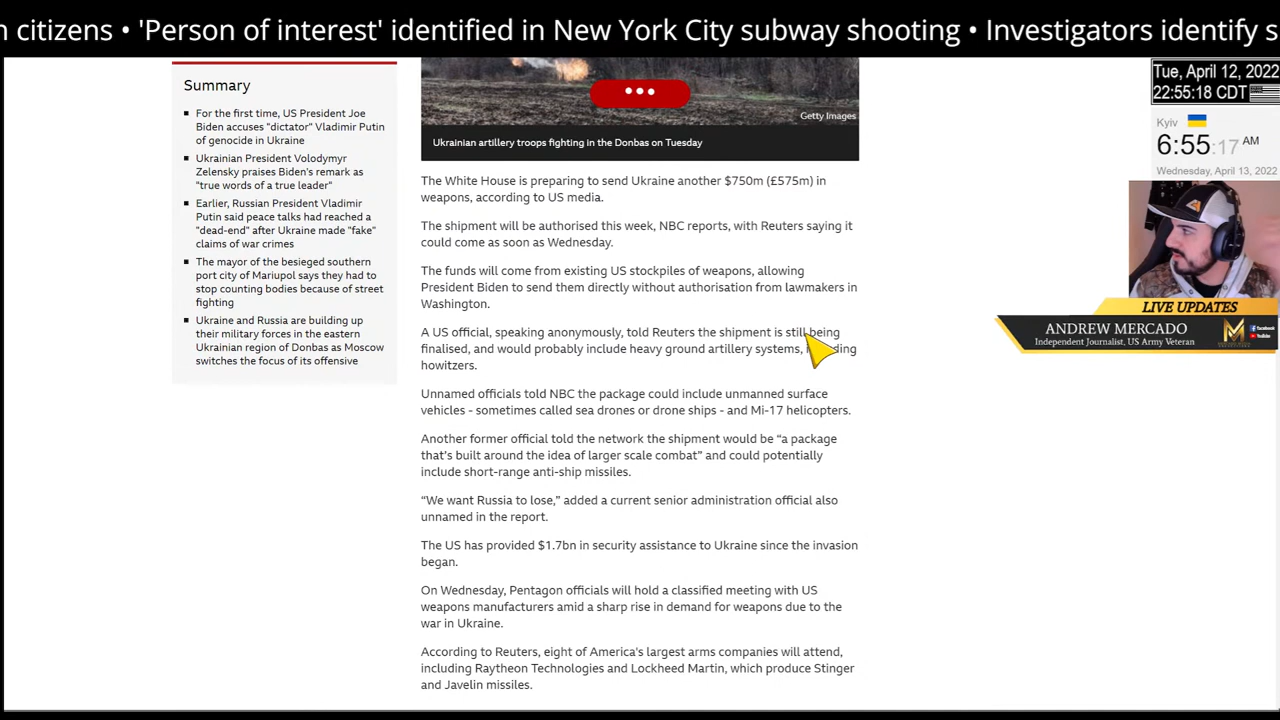 n citizens • 'Person of interest' identified in New York City subway shooting • Investigators identify s
Summary
For the first time, US President Joe
Biden accuses "dictator" Vladimir Putin
of genocide in Ukraine
Ukrainian President Volodymyr
Zelensky praises Biden's remark as
"true words of a true leader"
Earlier, Russian President Vladimir
Putin said peace talks had reached a
"dead-end" after Ukraine made "fake"
claims of war crimes
The mayor of the besieged southern
port city of Mariupol says they had to
stop counting bodies because of street
fighting
Ukraine and Russia are building up
their military forces in the eastern
Ukrainian region of Donbas as Moscow
switches the focus of its offensive
Getty Images
Ukrainian artillery troops fighting in the Donbas on Tuesday
The White House is preparing to send Ukraine another $750m (£575m) in
weapons, according to US media.
The shipment will be authorised this week, NBC reports, with Reuters saying it
could come as soon as Wednesday.
The funds will come from existing US stockpiles of weapons, allowing
President Biden to send them directly without authorisation from lawmakers in
Washington.
A US official, speaking anonymously, told Reuters the shipment is still being
finalised, and would probably include heavy ground artillery systems,
howitzers.
Unnamed officials told NBC the package could include unmanned surface
vehicles - sometimes called sea drones or drone ships - and Mi-17 helicopters.
Another former official told the network the shipment would be “a package
that’s built around the idea of larger scale combat” and could potentially
include short-range anti-ship missiles.
“We want Russia to lose,” added a current senior administration official also
unnamed in the report.
The US has provided $1.7bn in security assistance to Ukraine since the invasion
began.
On Wednesday, Pentagon officials will hold a classified meeting with US
weapons manufacturers amid a sharp rise in demand for weapons due to the
war in Ukraine.
According to Reuters, eight of America's largest arms companies will attend,
including Raytheon Technologies and Lockheed Martin, which produce Stinger
and Javelin missiles.
Tue, April 12, 2022
22:55:18 CDT
Kyiv
6:55:17 AM
Wednesday, April 13, 2022
LIVE UPDATES
ANDREW MERCADO
Independent Journalist, US Army Veteran